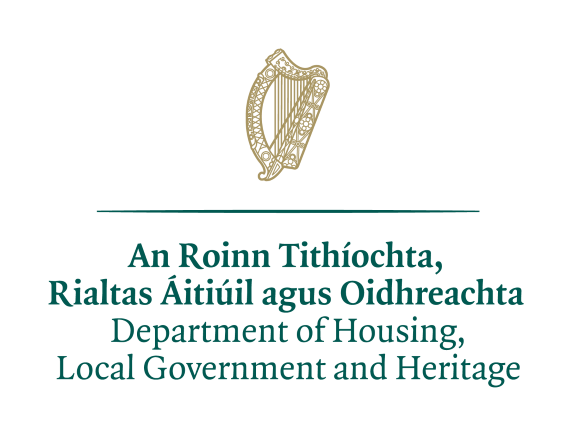 An Roinn Tithíochta,
Rialtas Áitiúil agus Oidhreachta
Department of Housing,
Local Government and Heritage